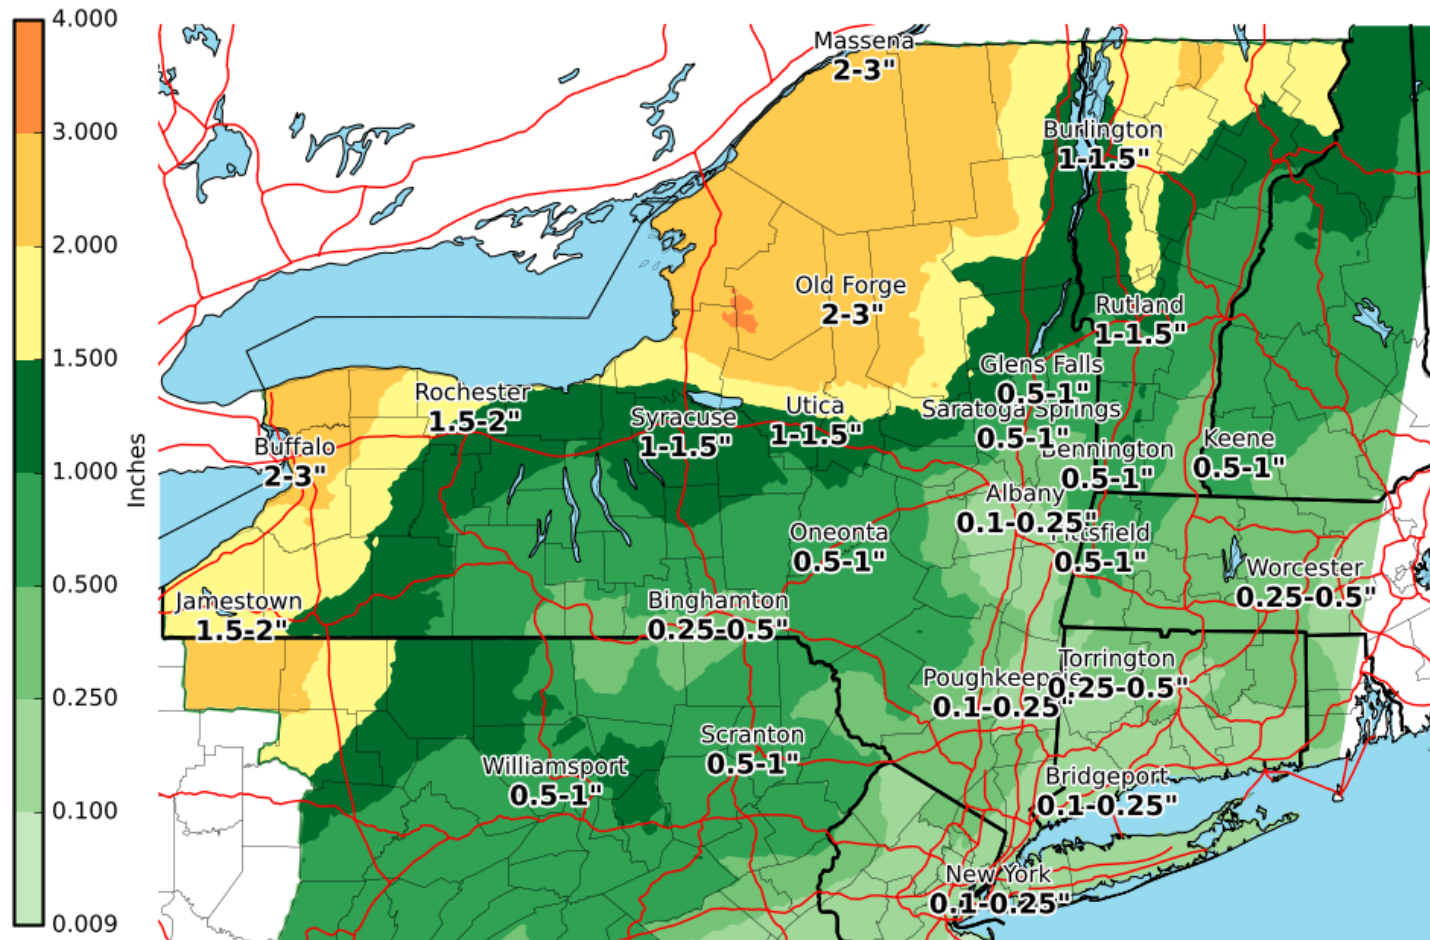 4.000
3.000
2.000
1.500
1.000
0.500
0.250
0.100
0.009
Inches
Massena
2-3"
Burlington
1-1.5"
Old Forge
2-3"
Rutland
1-1.5"
Glens Falls
0.5-1"
Rochester
1.5-2"
Syracuse
1-1.5"
Utica
1-1.5"
Saratoga Springs
0.5-1"
Buffalo
2-3"
Bennington
0.5-1"
Keene
0.5-1"
Albany
0.1-0.25"
Oneonta
0.5-1"
Pittsfield
0.5-1"
Worcester
0.25-0.5"
Jamestown
1.5-2"
Binghamton
0.25-0.5"
Poughkeepsie
0.1-0.25"
Torrington
0.25-0.5"
Scranton
0.5-1"
Williamsport
0.5-1"
Bridgeport
0.1-0.25"
New York
0.1-0.25"